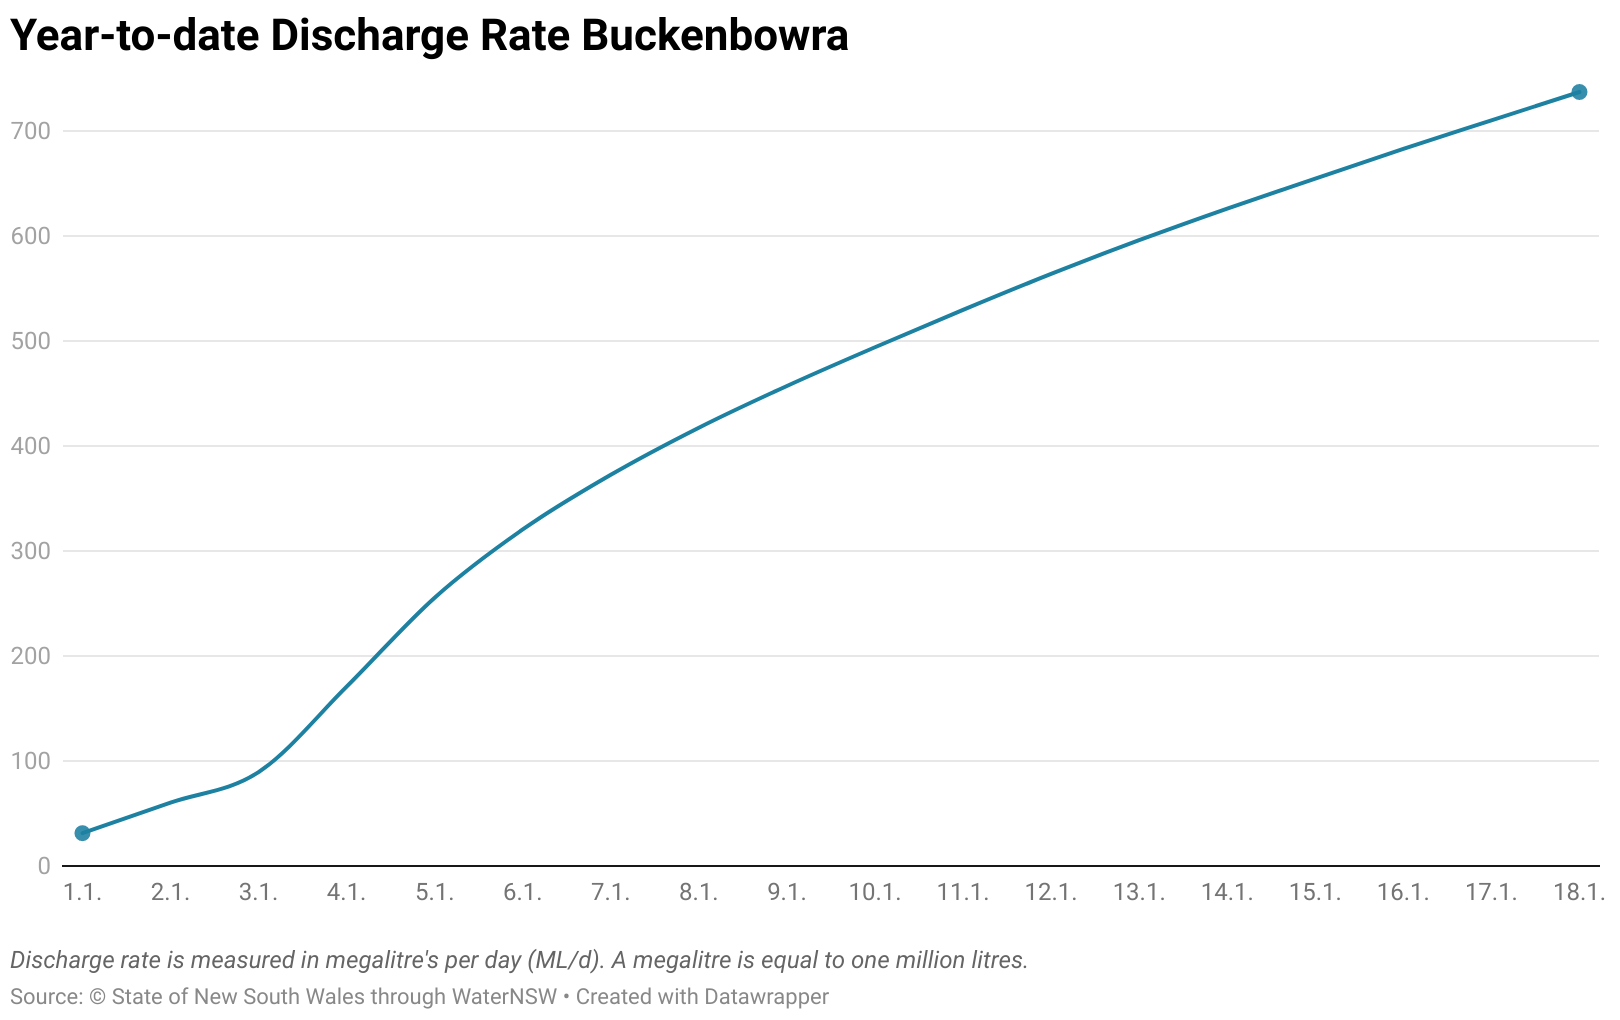 Year-to-date Discharge Rate Buckenbowra
700
600
500
400
300
200
100
0
1.1. 2.1. 3.1. 4.1. 5.1. 6.1. 7.1. 8.1. 9.1. 10.1. 11.1. 12.1. 13.1. 14.1. 15.1. 16.1. 17.1. 18.1.
Discharge rate is measured in megalitre's per day (ML/d). A megalitre is equal to one million litres.
Source: © State of New South Wales through WaterNSW • Created with Datawrapper